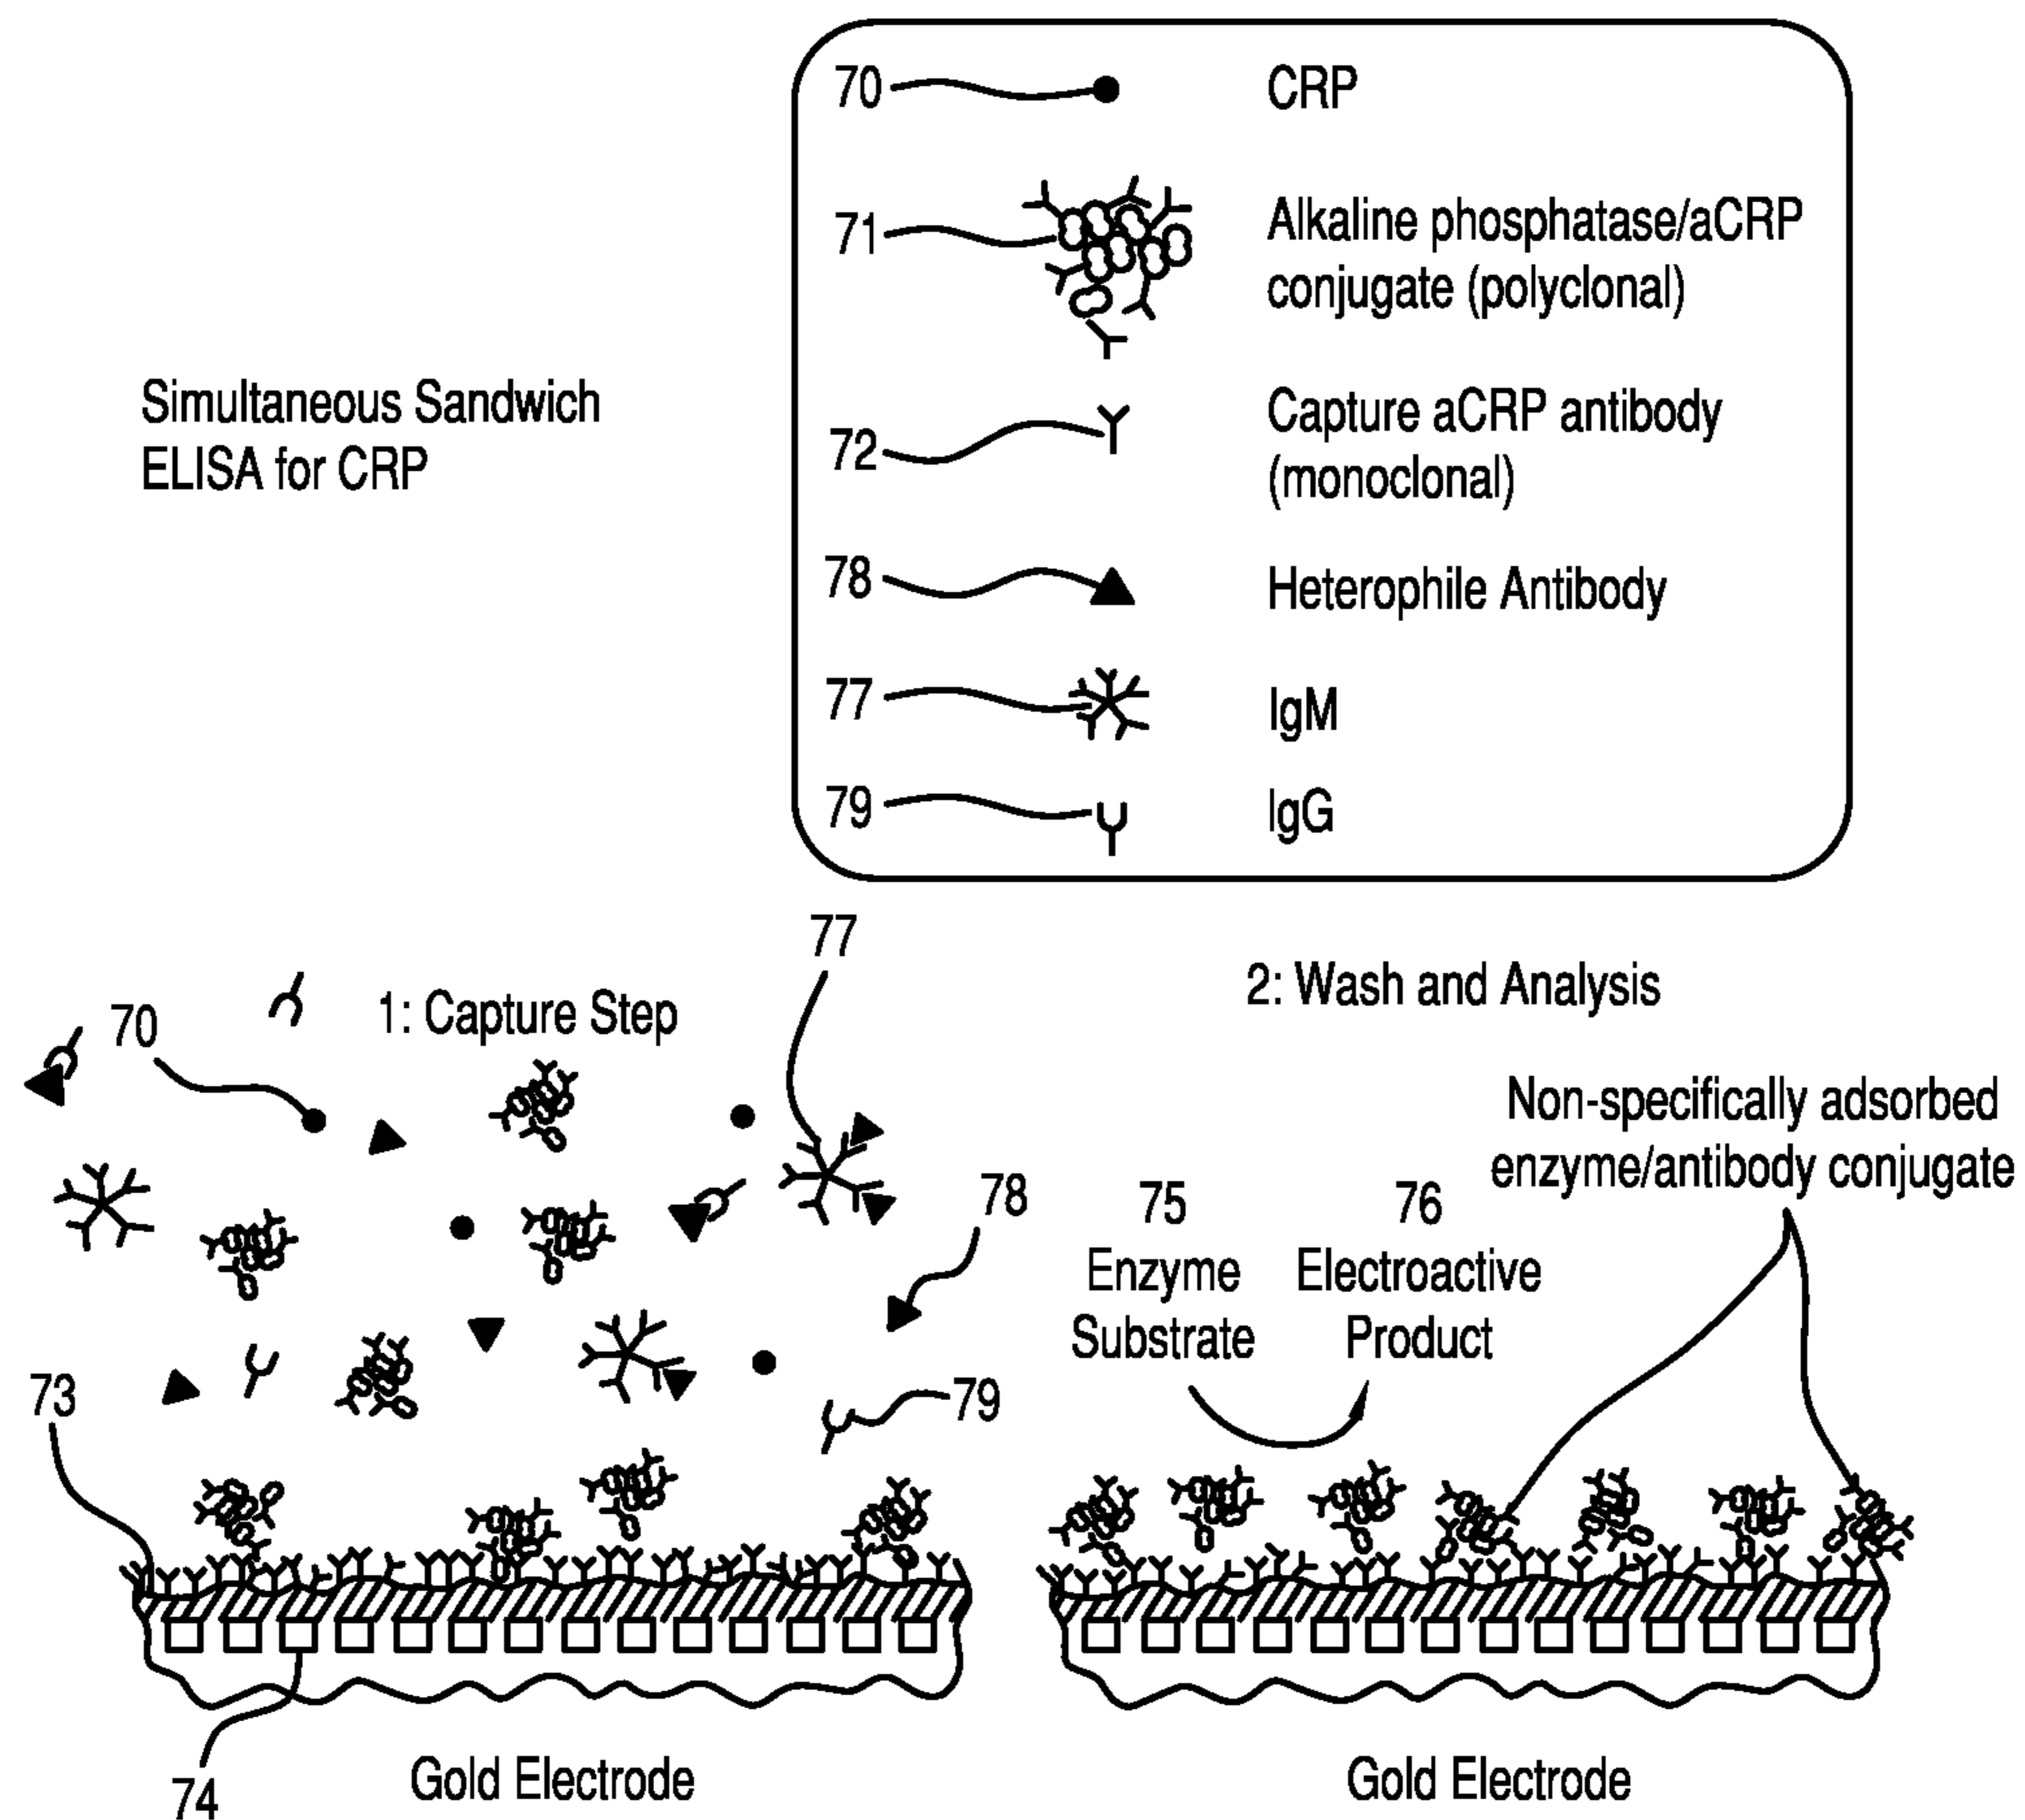 70 CRP
71 Alkaline phosphatase/aCRP
conjugate (polyclonal)
Simultaneous Sandwich
ELISA for CRP
72 Capture aCRP antibody
(monoclonal)
78 Heterophile Antibody
77 IgM
79 IgG
77
70
1: Capture Step
78
73
79
74
Gold Electrode
2: Wash and Analysis
Non-specifically adsorbed
enzyme/antibody conjugate
75
Enzyme
Substrate
76
Electroactive
Product
Gold Electrode